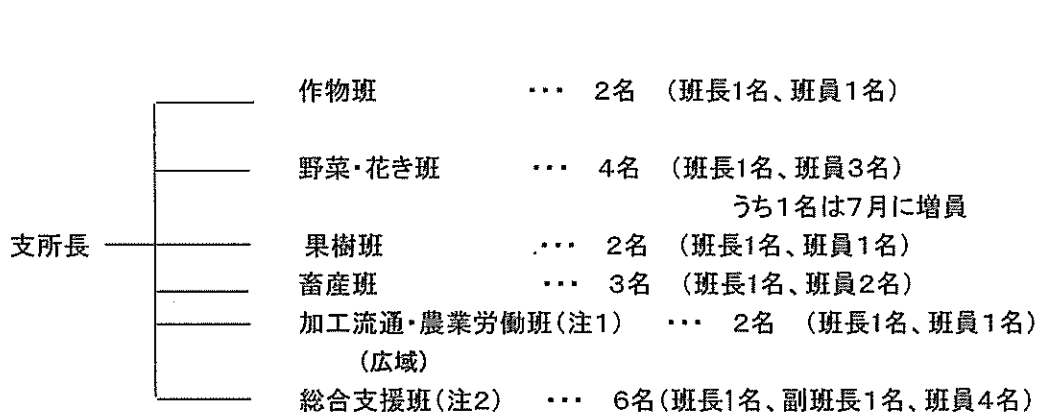 作物班 ・・・ 2名 (班長1名、班員1名)
野菜・花き班 ・・・ 4名 (班長1名、班員3名)
うち1名は7月に増員
支所長
果樹班 ・・・ 2名 (班長1名、班員1名)
畜産班 ・・・ 3名 (班長1名、班員2名)
加工流通・農業労働班(注1) ・・・ 2名 (班長1名、班員1名)
(広域)
総合支援班(注2) ・・・ 6名(班長1名、副班長1名、班員4名)